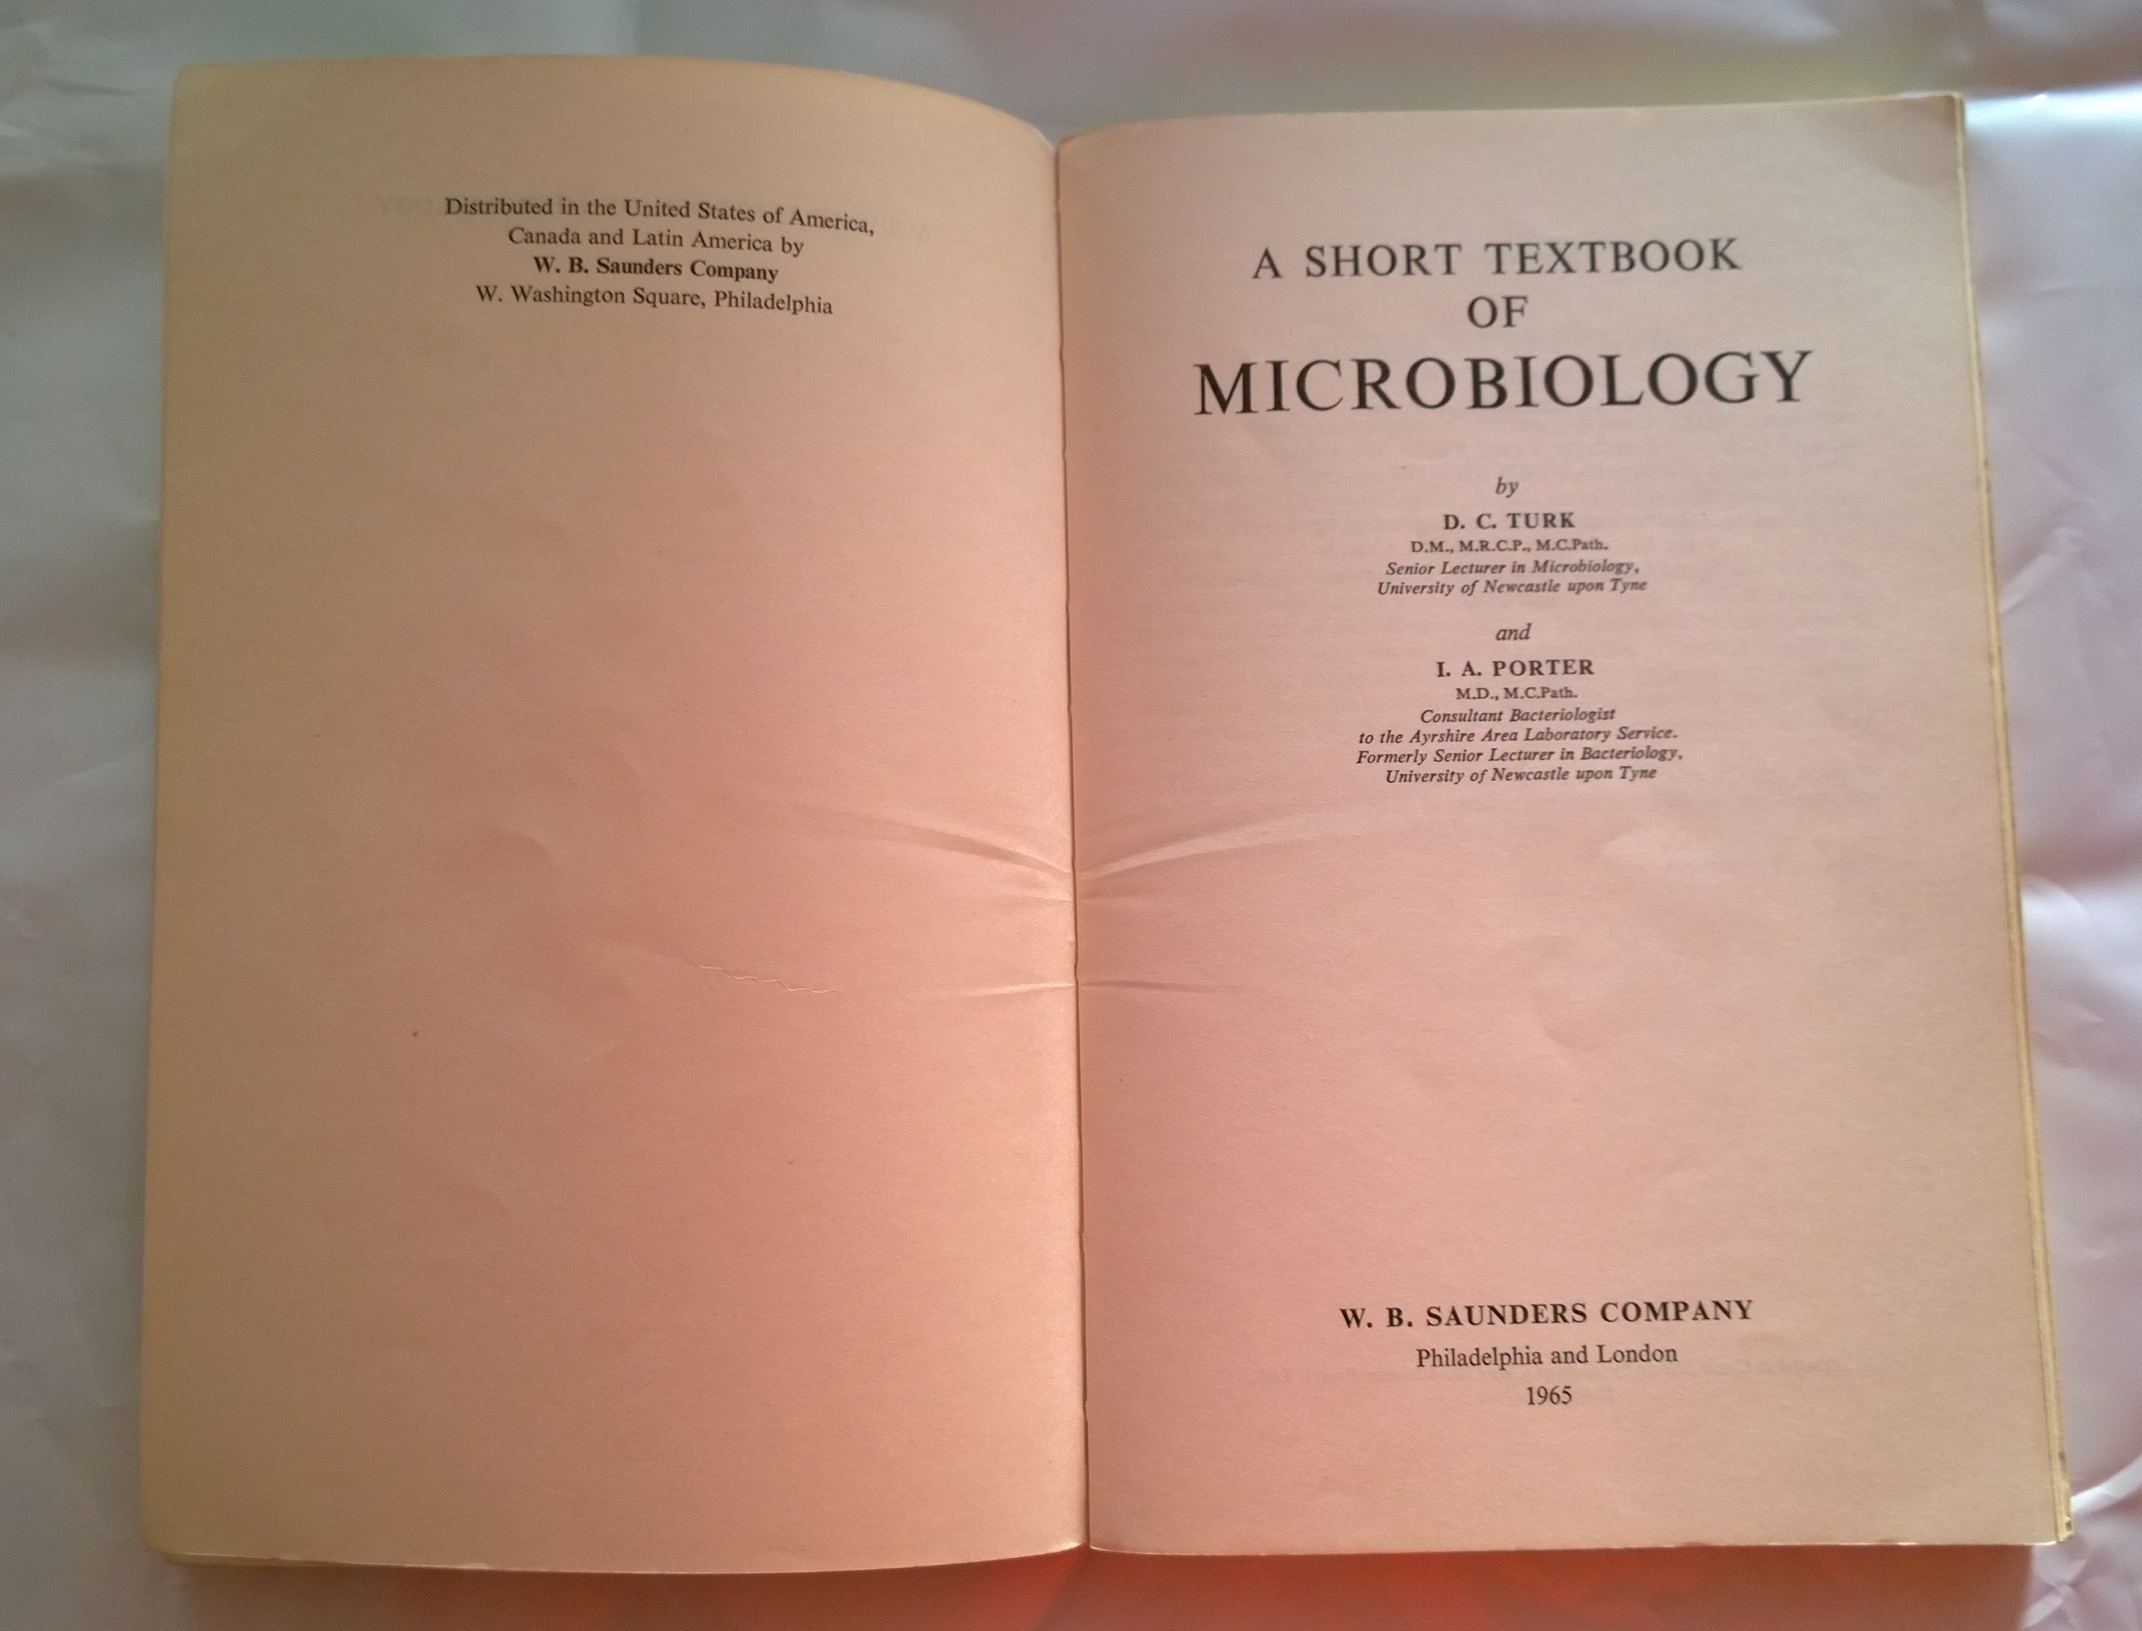 Distributed in the United States of America,
Canada and Latin America by
W. B. Saunders Company
W. Washington Square, Philadelphia
A SHORT TEXTBOOK
OF
MICROBIOLOGY
by
D. C. TURK
D.M., M.R.C.P., M.C.Path.
Senior Lecturer in Microbiology,
University of Newcastle upon Tyne
and
I. A. PORTER
M.D., M.C.Path.
Consultant Bacteriologist
to the Ayrshire Area Laboratory Service.
Formerly Senior Lecturer in Bacteriology,
University of Newcastle upon Tyne
W. B. SAUNDERS COMPANY
Philadelphia and London
1965